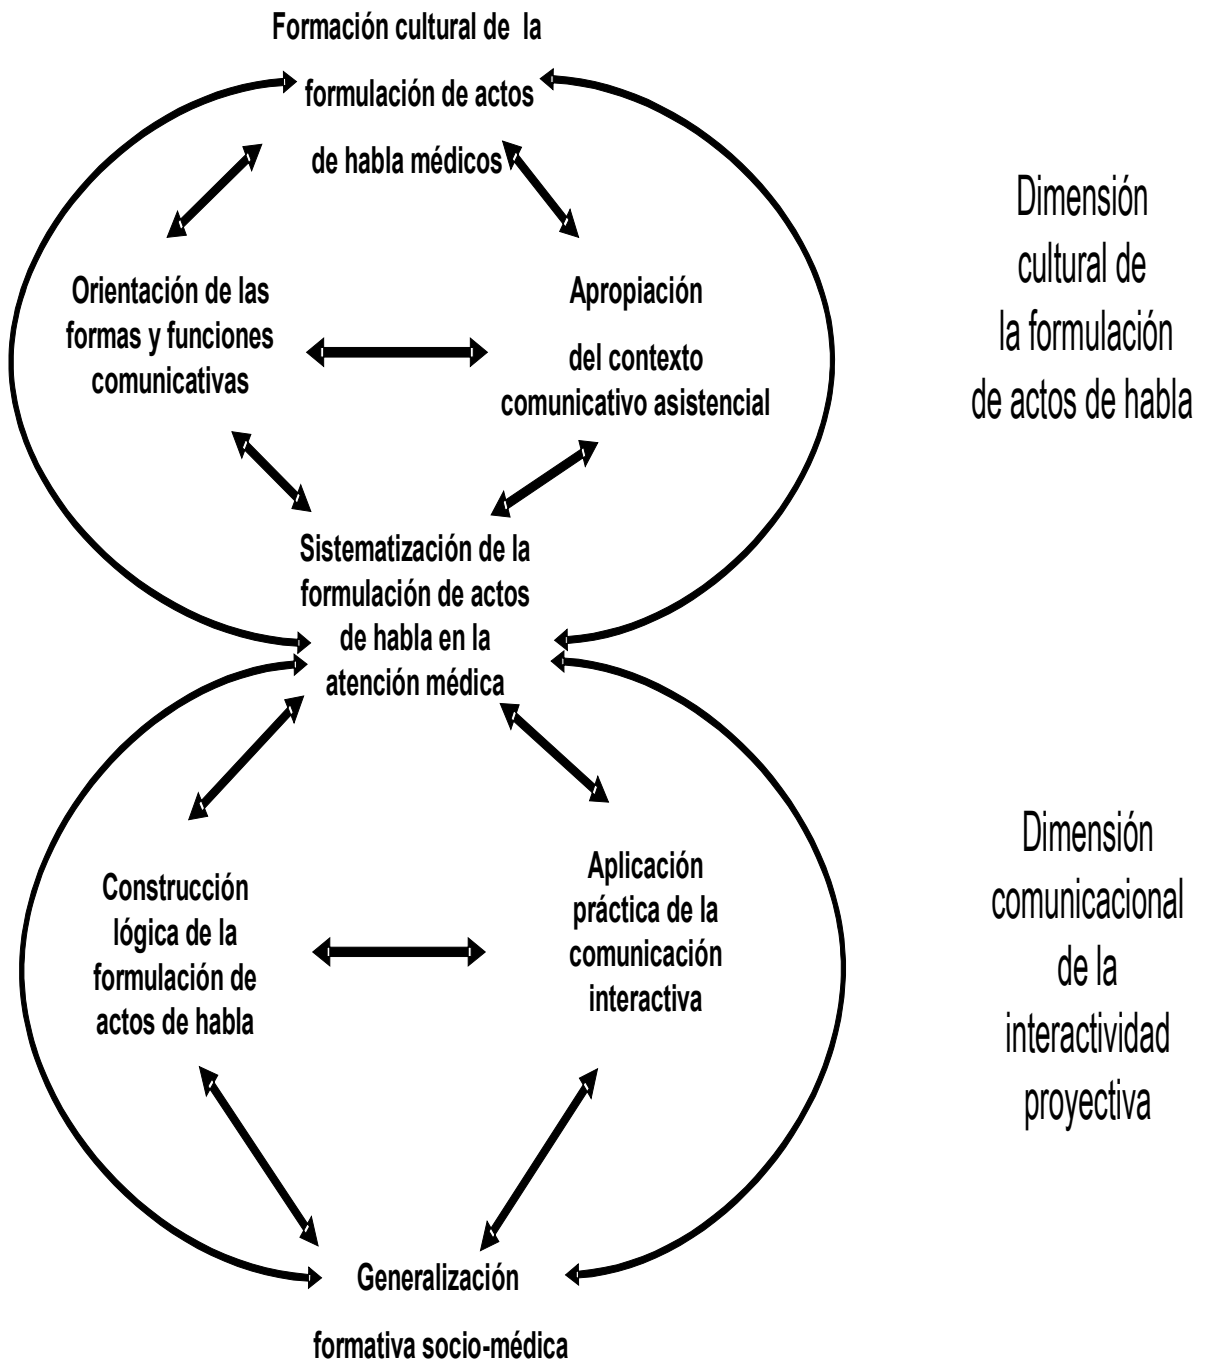 Formación cultural de la
formulación de actos
de habla médicos
Orientación de las
formas y funciones
comunicativas
Apropiación
del contexto
comunicativo asistencial
Dimensión
cultural de
la formulación
de actos de habla
Sistematización de la
formulación de actos
de habla en la
atención médica
Construcción
lógica de la
formulación de
actos de habla
Aplicación
práctica de la
comunicación
interactiva
Dimensión
comunicacional
de la
interactividad
proyectiva
Generalización
formativa socio-médica